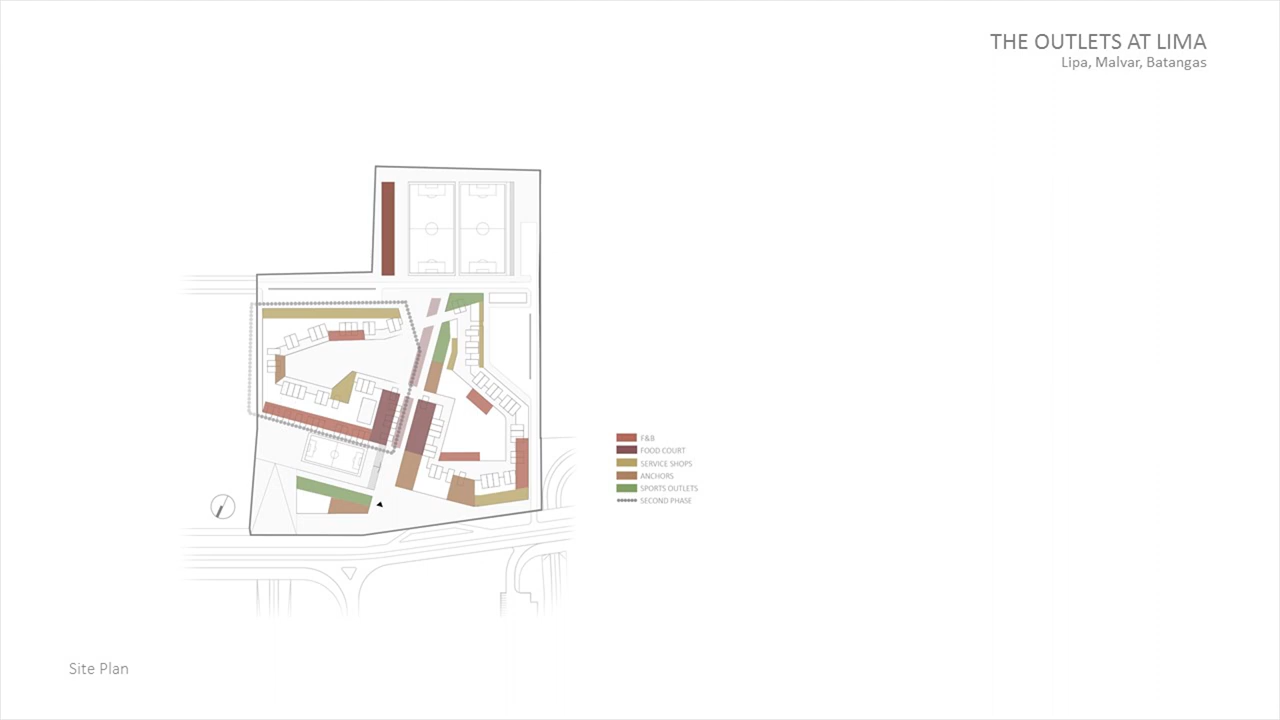 THE OUTLETS AT LIMA
Lipa, Malvar, Batangas
F&B
FOOD COURT
SERVICE SHOPS
ANCHORS
SPORTS OUTLETS
SECOND PHASE
Site Plan